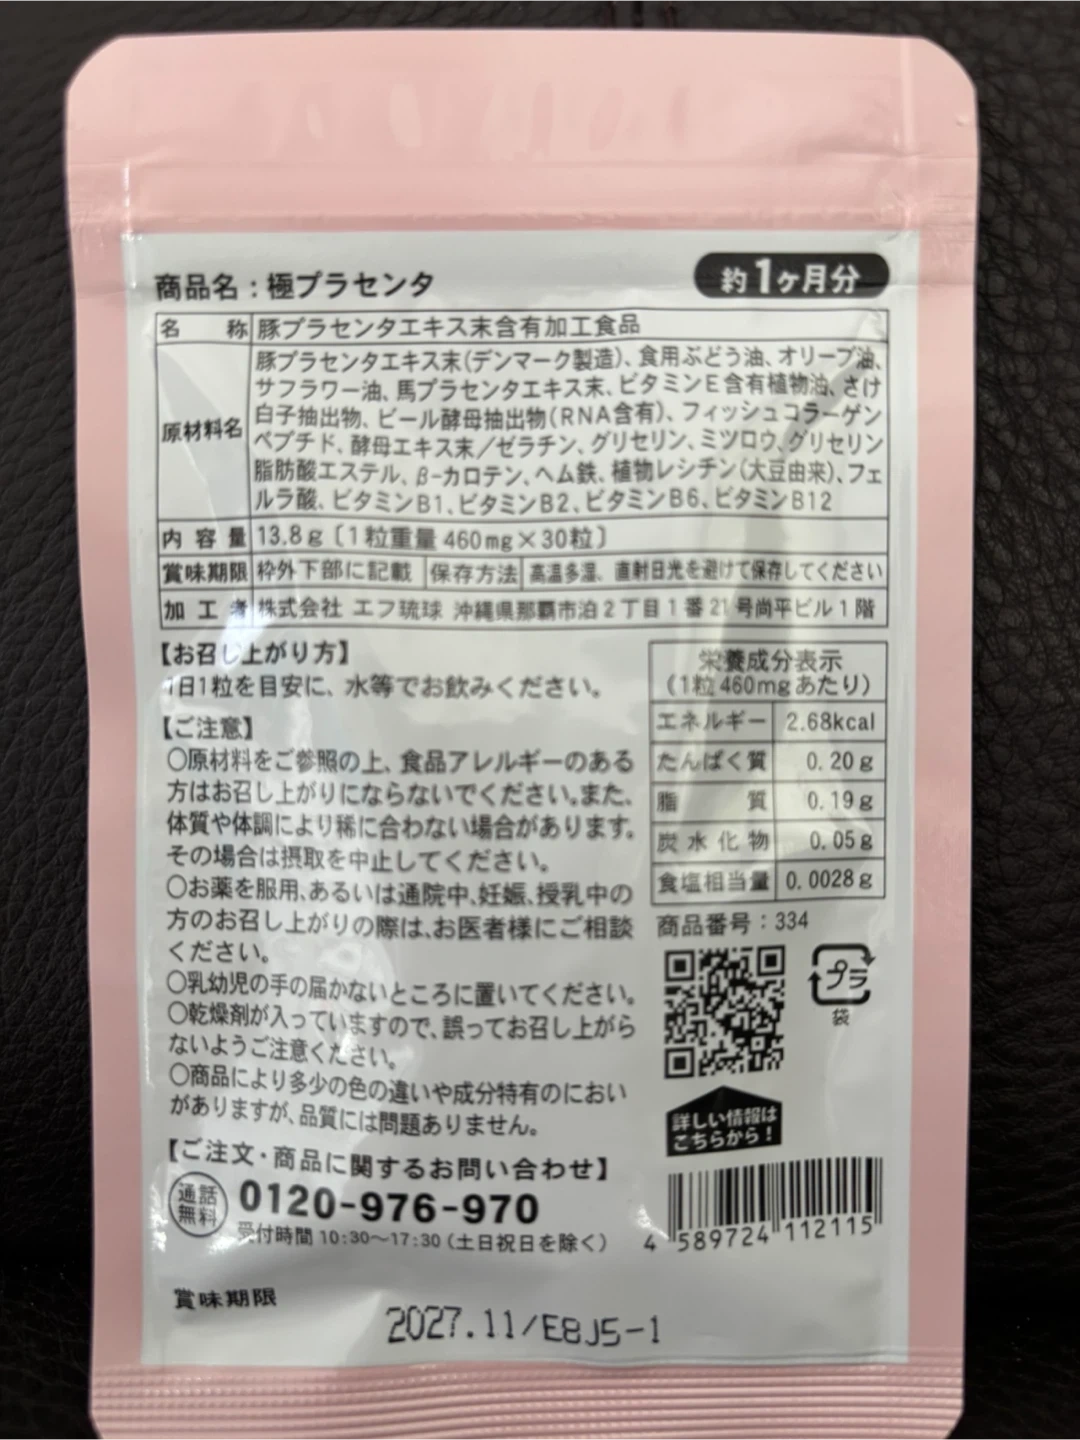 商品名：極プラセンタ
約1ヶ月分
名称 豚プラセンタエキス末含有加工食品
原材料名 豚プラセンタエキス末(デンマーク製造)、食用ぶどう油、オリーブ油、
サフラワー油、馬プラセンタエキス末、ビタミンE含有植物油、さけ
白子抽出物、ビール酵母抽出物(RNA含有)、フィッシュコラーゲン
ペプチド、酵母エキス末／ゼラチン、グリセリン、ミツロウ、グリセリン
脂肪酸エステル、β-カロテン、ヘム鉄、植物レシチン(大豆由来)、フェ
ルラ酸、ビタミンB1、ビタミンB2、ビタミンB6、ビタミンB12
内容量 13.8g〔1粒重量 460mg×30粒〕
賞味期限 枠外下部に記載 保存方法 高温多湿、直射日光を避けて保存してください
加工者 株式会社 エフ琉球 沖縄県那覇市泊2丁目1番21号尚平ビル1階
【お召し上がり方】
1日1粒を目安に、水等でお飲みください。
【ご注意】
○原材料をご参照の上、食品アレルギーのある
方はお召し上がりにならないでください。また、
体質や体調により稀に合わない場合があります。
その場合は摂取を中止してください。
○お薬を服用、あるいは通院中、妊娠、授乳中の
方のお召し上がりの際は、お医者様にご相談
ください。
○乳幼児の手の届かないところに置いてください。
○乾燥剤が入っていますので、誤ってお召し上がら
ないようご注意ください。
○商品により多少の色の違いや成分特有のにおい
がありますが、品質には問題ありません。
【ご注文・商品に関するお問い合わせ】
通話無料 0120-976-970
受付時間 10:30～17:30 (土日祝日を除く)
栄養成分表示
(1粒460mgあたり)
エネルギー 2.68kcal
たんぱく質 0.20g
脂質 0.19g
炭水化物 0.05g
食塩相当量 0.0028g
商品番号：334
プラ
袋
詳しい情報は
こちらから！
4 589724 112115
賞味期限
2027.11/E8J5-1